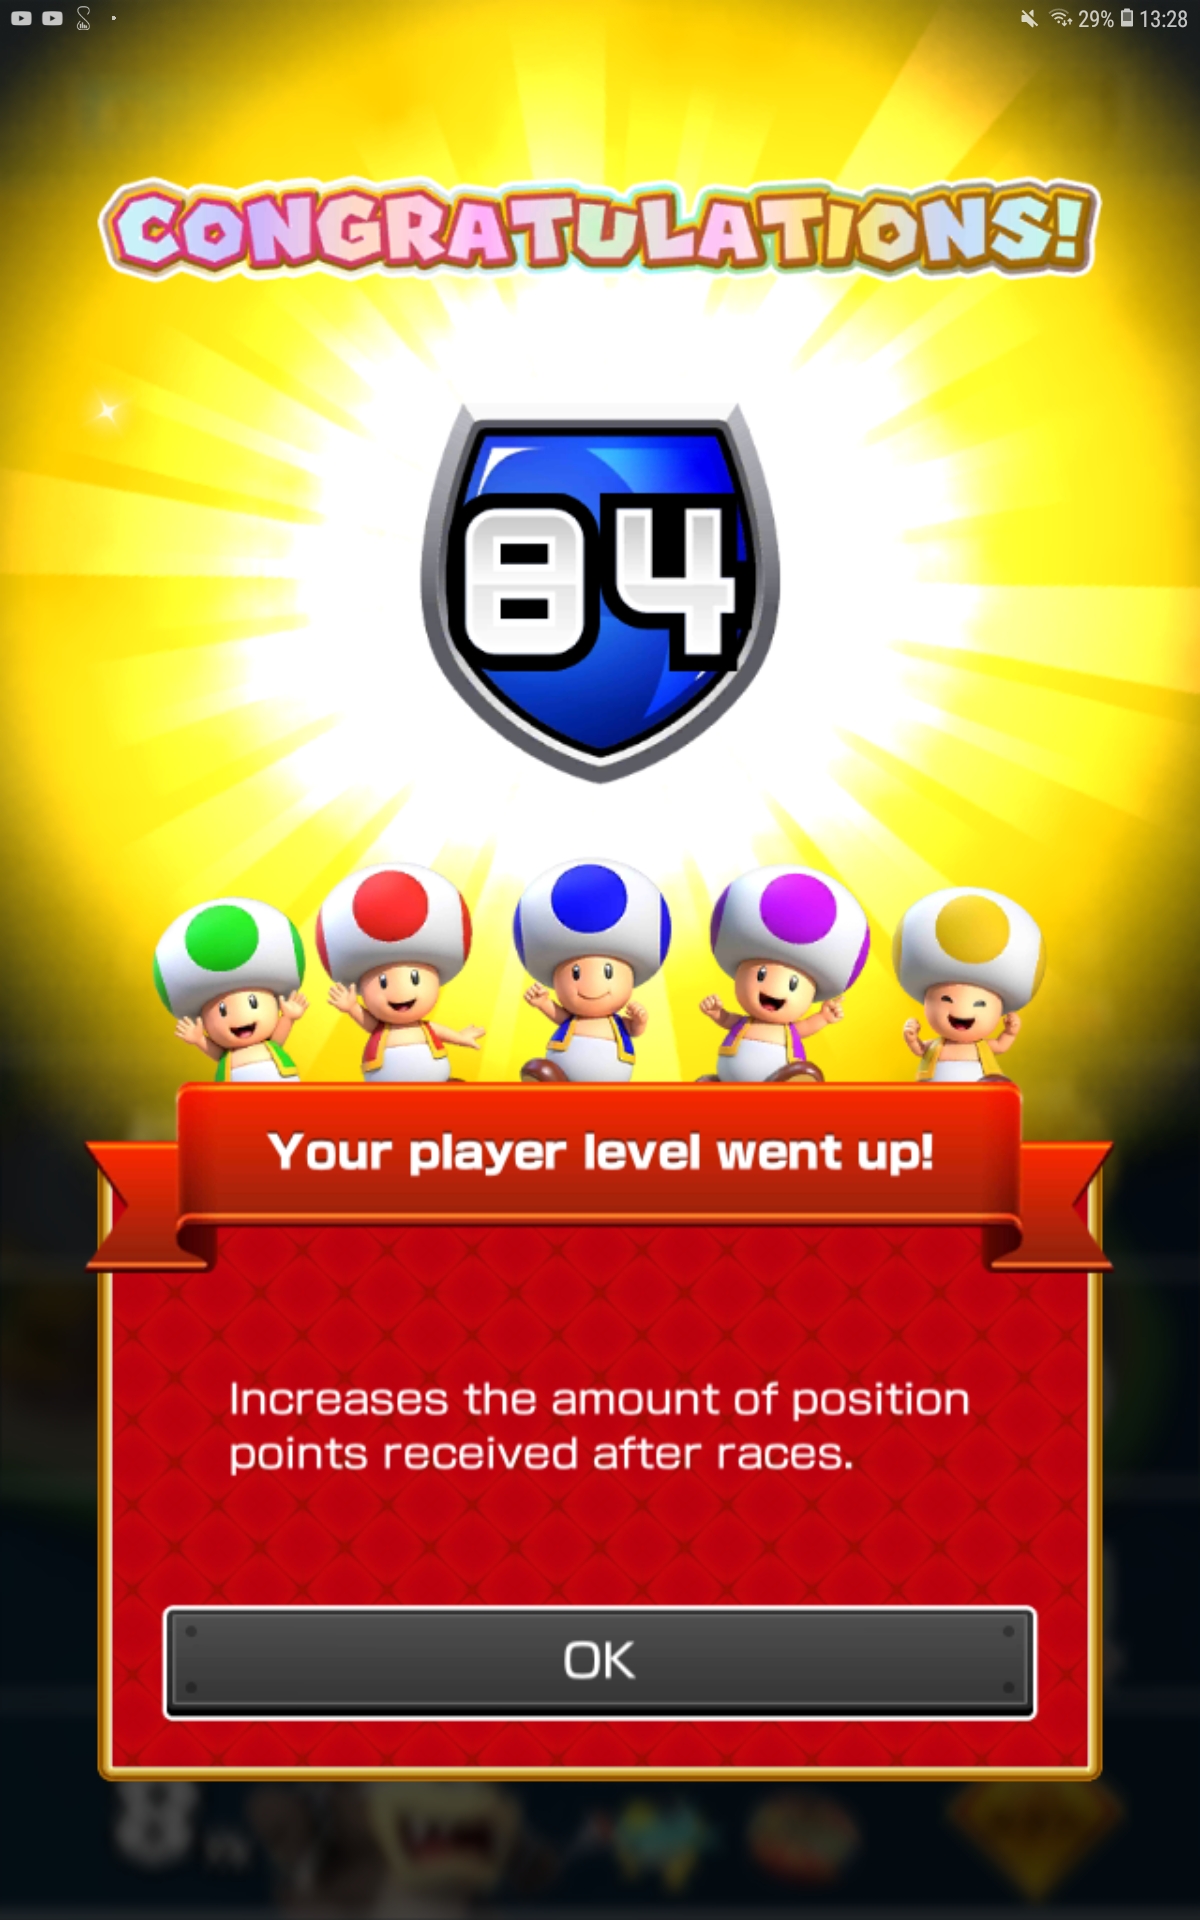 29% 13:28
CONGRATULATIONS!
84
Your player level went up!
Increases the amount of position
points received after races.
OK
8